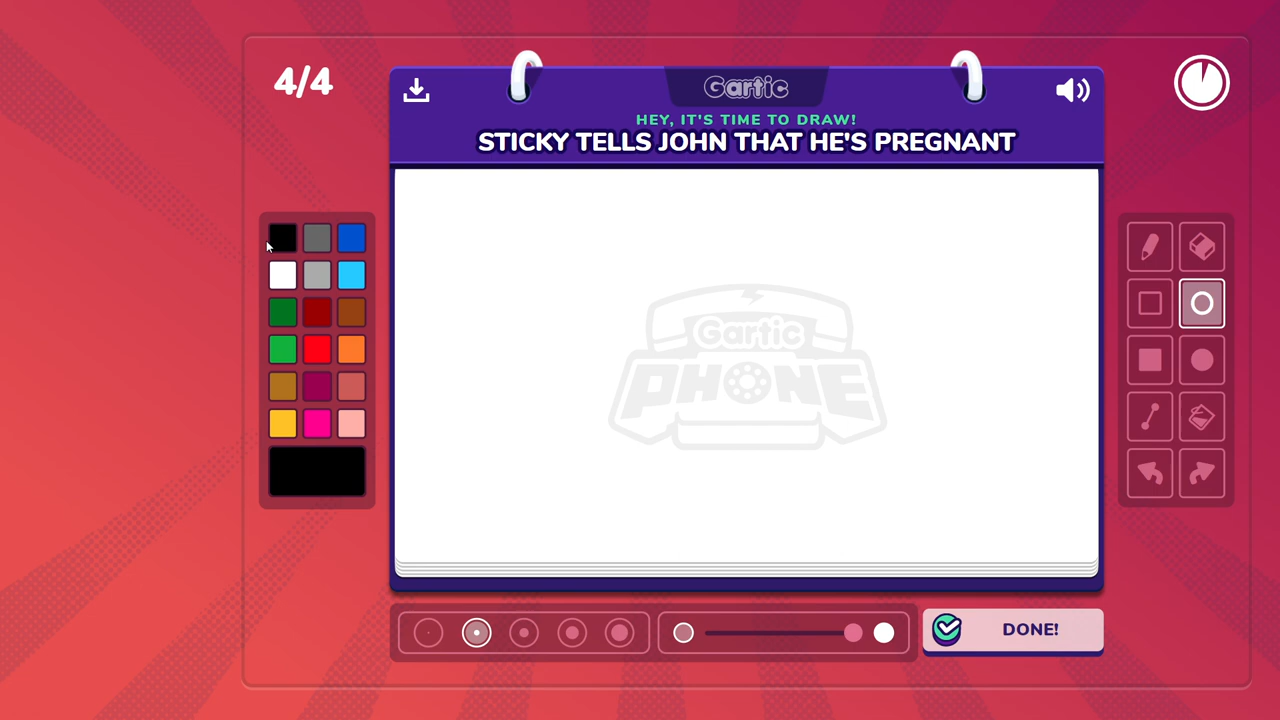 4/4
Gartic
HEY, IT'S TIME TO DRAW!
STICKY TELLS JOHN THAT HE'S PREGNANT
Gartic
PHONE
DONE!